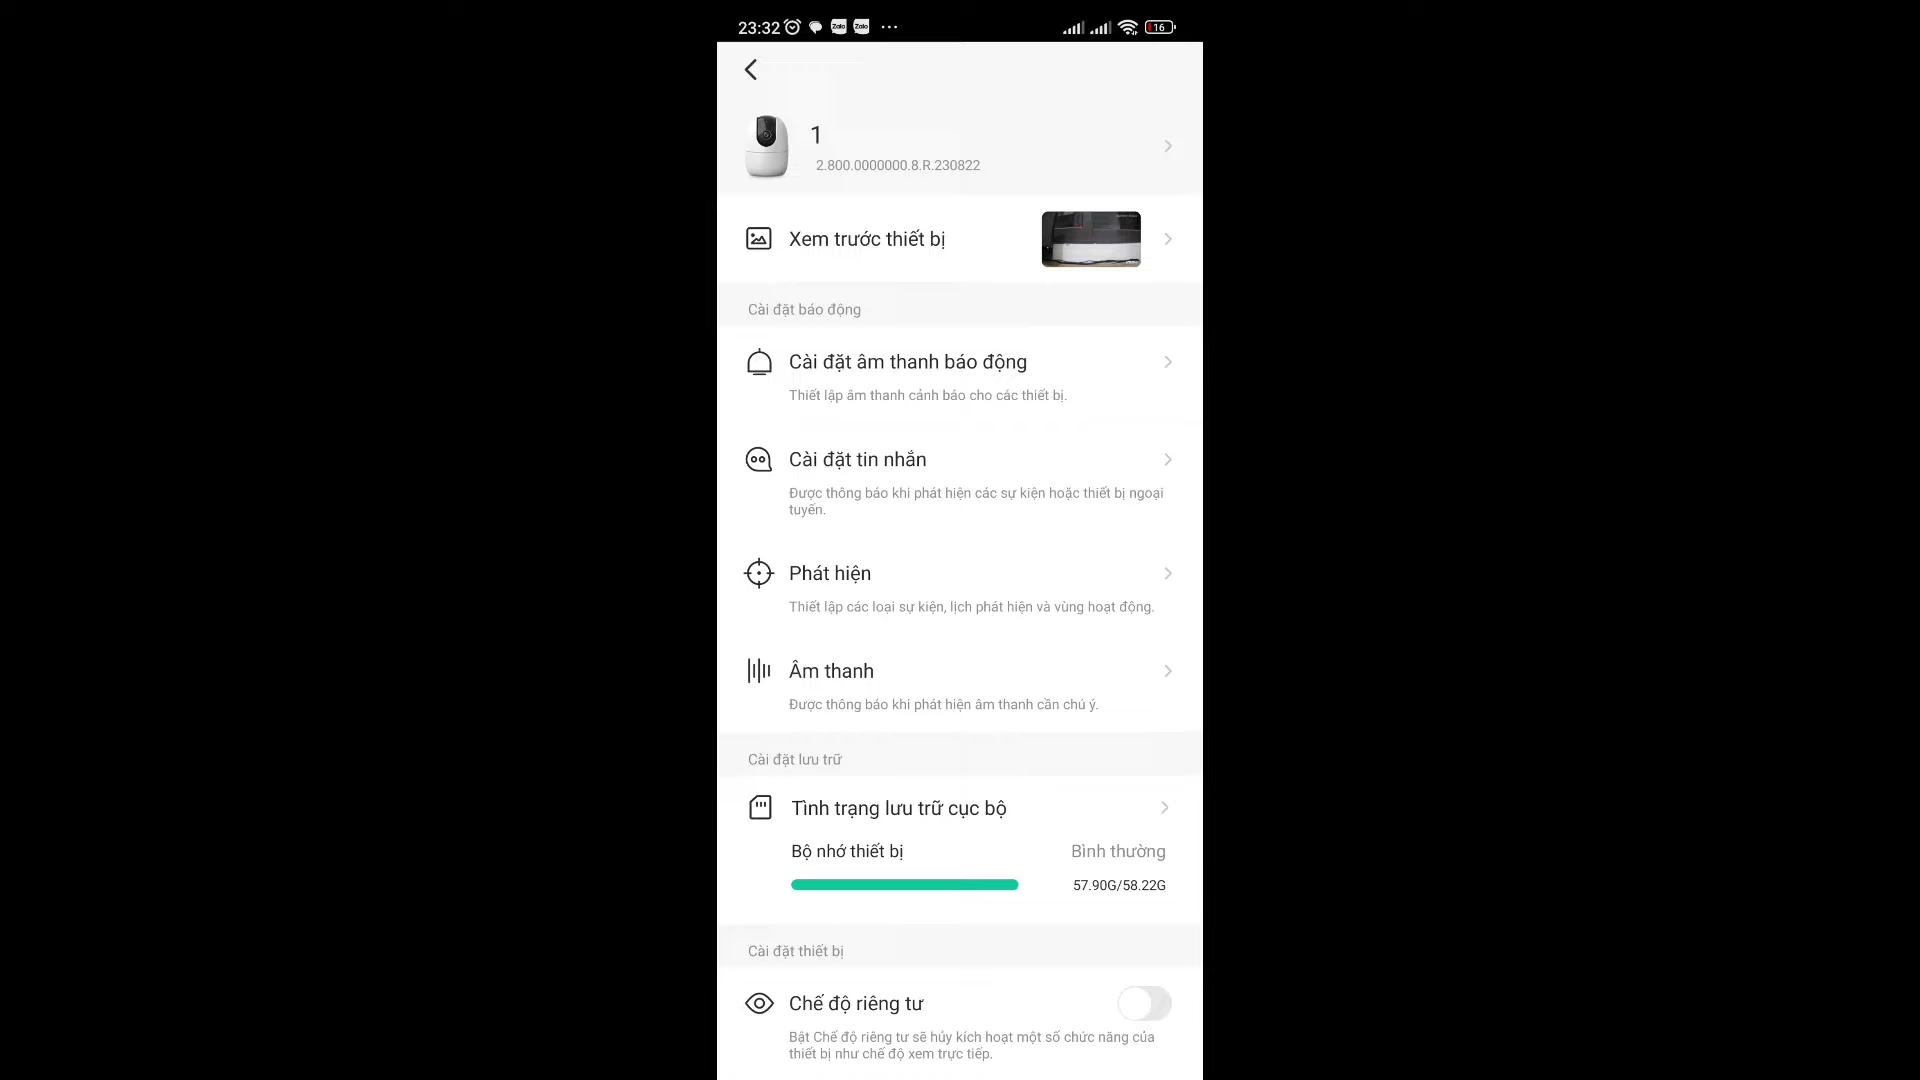 23:32 Zalo Zalo ... 16
1
2.800.0000000.8.R.230822
Xem trước thiết bị
Cài đặt báo động
Cài đặt âm thanh báo động
Thiết lập âm thanh cảnh báo cho các thiết bị.
Cài đặt tin nhắn
Được thông báo khi phát hiện các sự kiện hoặc thiết bị ngoại
tuyến.
Phát hiện
Thiết lập các loại sự kiện, lịch phát hiện và vùng hoạt động.
Âm thanh
Được thông báo khi phát hiện âm thanh cần chú ý.
Cài đặt lưu trữ
Tình trạng lưu trữ cục bộ
Bộ nhớ thiết bị Bình thường
57.90G/58.22G
Cài đặt thiết bị
Chế độ riêng tư
Bật Chế độ riêng tư sẽ hủy kích hoạt một số chức năng của
thiết bị như chế độ xem trực tiếp.